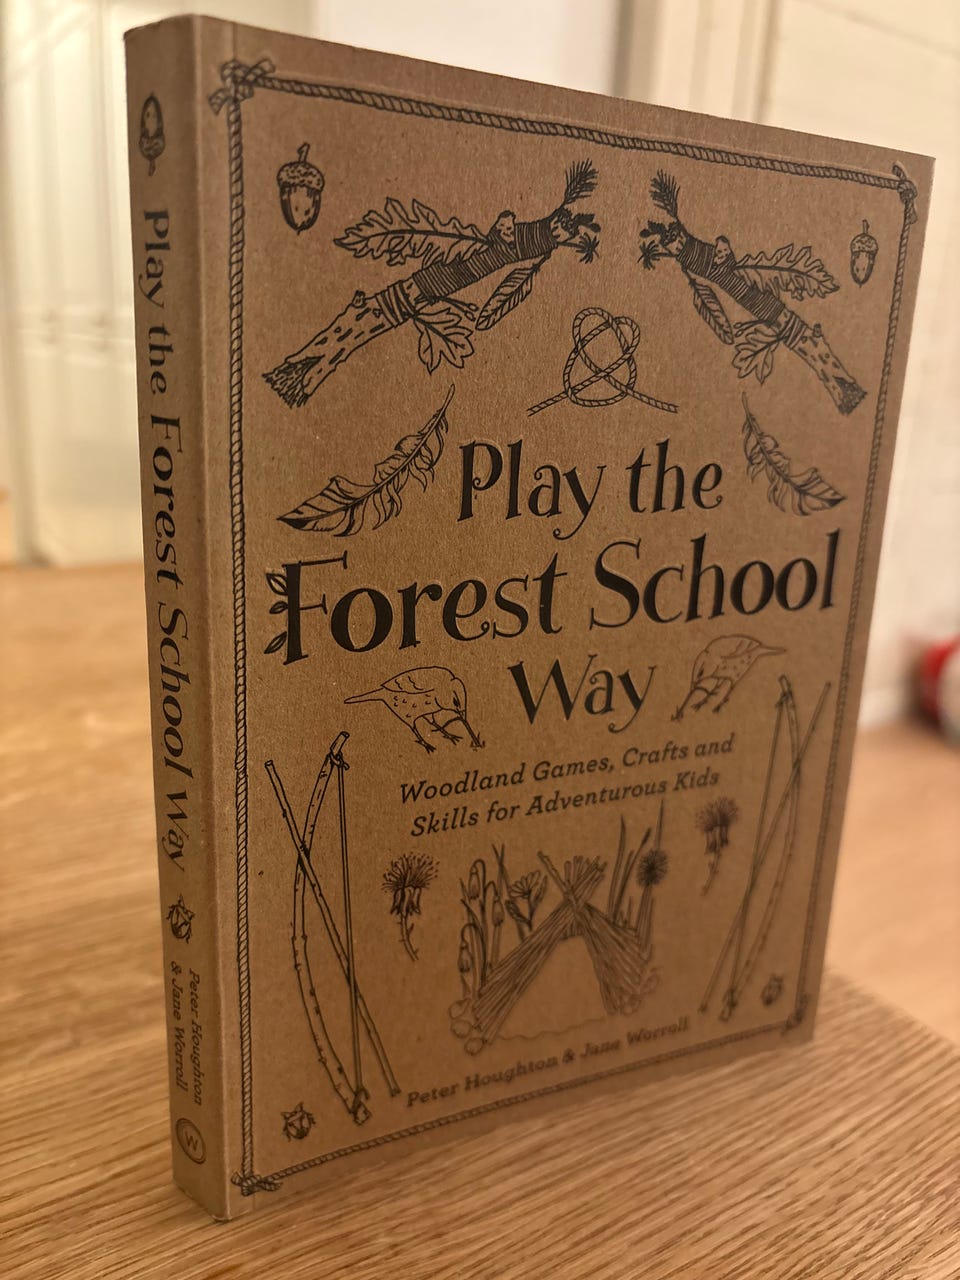 Play the Forest School Way
Peter Houghton
& Jane Worroll
W
Play the
Forest School
Way
Woodland Games, Crafts and
Skills for Adventurous Kids
Peter Houghton & Jane Worroll